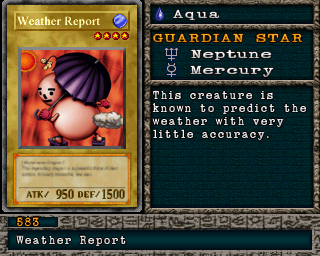 Weather Report
ATK/ 950 DEF/1500
Aqua
GUARDIAN STAR
Neptune
Mercury
This creature is
known to predict the
weather with very
little accuracy.
583
Weather Report